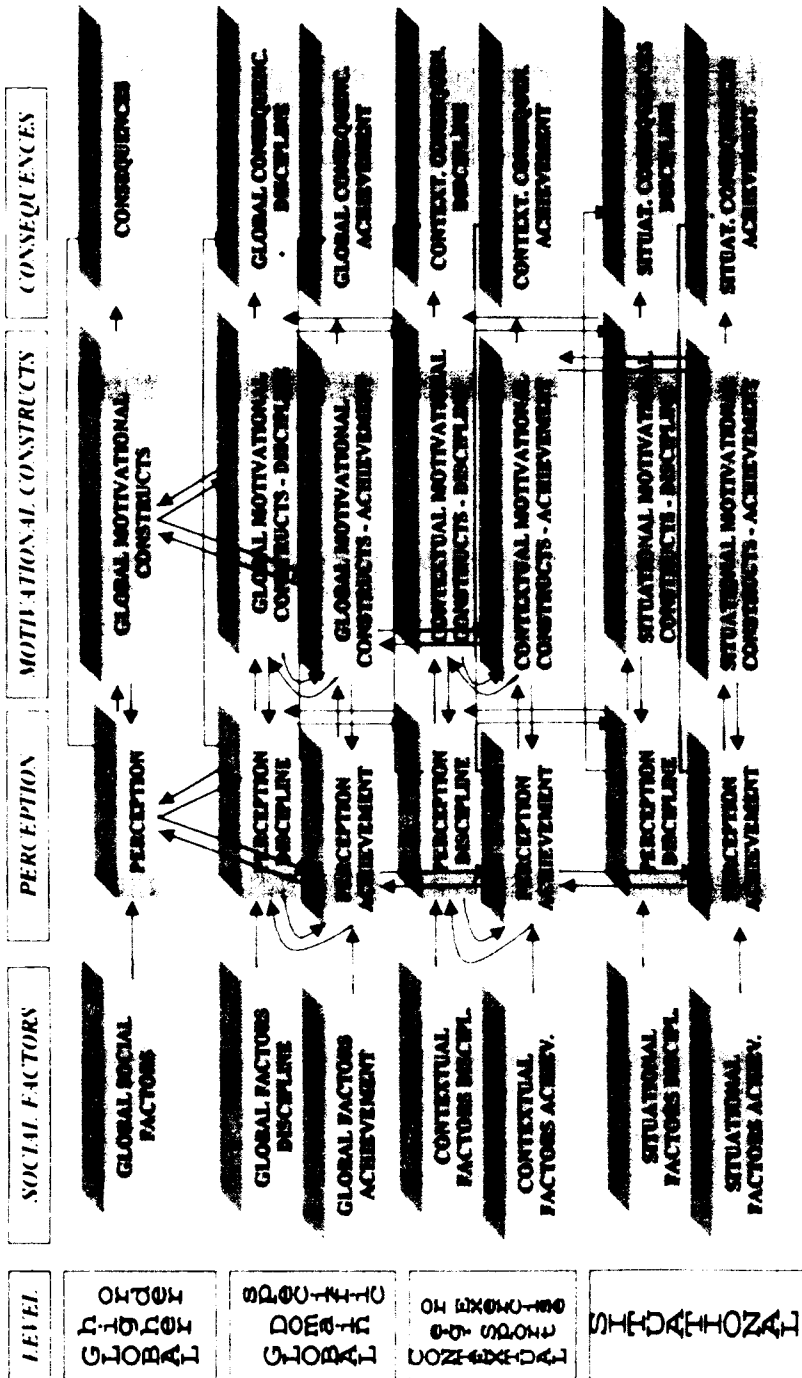 LEVEL
SOCIAL FACTORS
PERCEPTION
MOTIVATIONAL CONSTRUCTS
CONSEQUENCES
GLOBAL
higher
order
GLOBAL SOCIAL
FACTORS
PERCEPTION
GLOBAL MOTIVATIONAL
CONSTRUCTS
CONSEQUENCES
GLOBAL
Domain
specific
GLOBAL FACTORS
DISCIPLINE
PERCEPTION
DISCIPLINE
GLOBAL MOTIVATIONAL
CONSTRUCTS - DISCIPLINE
GLOBAL CONSEQUENC.
DISCIPLINE
GLOBAL FACTORS
ACHIEVEMENT
PERCEPTION
ACHIEVEMENT
GLOBAL MOTIVATIONAL
CONSTRUCTS - ACHIEVEMENT
GLOBAL CONSEQUENC.
ACHIEVEMENT
CONTEXTUAL
eg. Sport
or Exercise
CONTEXTUAL
FACTORS DISCIPL.
PERCEPTION
DISCIPLINE
CONTEXTUAL MOTIVATIONAL
CONSTRUCTS - DISCIPLINE
CONTEXT. CONSEQUEN.
DISCIPLINE
CONTEXTUAL
FACTORS ACHIEV.
PERCEPTION
ACHIEVEMENT
CONTEXTUAL MOTIVATIONAL
CONSTRUCTS - ACHIEVEMENT
CONTEXT. CONSEQUEN.
ACHIEVEMENT
SITUATIONAL
SITUATIONAL
FACTORS DISCIPL.
PERCEPTION
DISCIPLINE
SITUATIONAL MOTIVATIONAL
CONSTRUCTS - DISCIPLINE
SITUAT. CONSEQUENCES
DISCIPLINE
SITUATIONAL
FACTORS ACHIEV.
PERCEPTION
ACHIEVEMENT
SITUATIONAL MOTIVATIONAL
CONSTRUCTS - ACHIEVEMENT
SITUAT. CONSEQUENCES
ACHIEVEMENT.